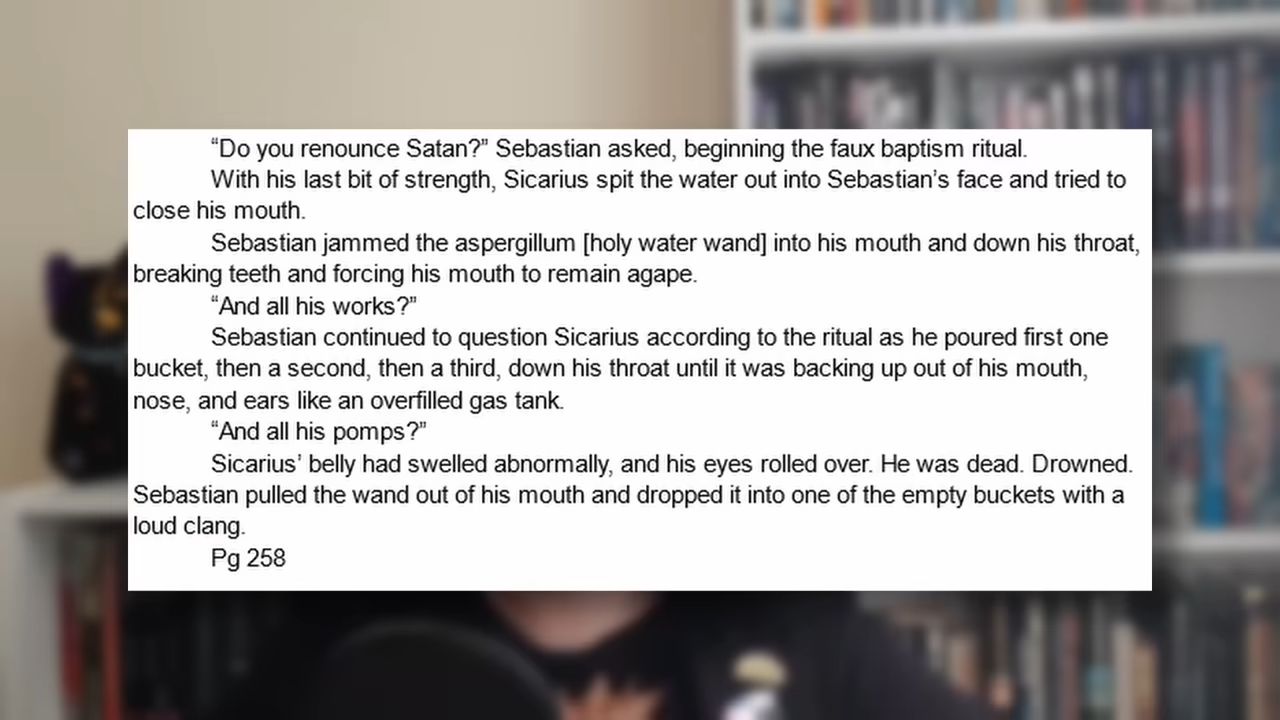 “Do you renounce Satan?” Sebastian asked, beginning the faux baptism ritual.
With his last bit of strength, Sicarius spit the water out into Sebastian’s face and tried to
close his mouth.
Sebastian jammed the aspergillum [holy water wand] into his mouth and down his throat,
breaking teeth and forcing his mouth to remain agape.
“And all his works?”
Sebastian continued to question Sicarius according to the ritual as he poured first one
bucket, then a second, then a third, down his throat until it was backing up out of his mouth,
nose, and ears like an overfilled gas tank.
“And all his pomps?”
Sicarius’ belly had swelled abnormally, and his eyes rolled over. He was dead. Drowned.
Sebastian pulled the wand out of his mouth and dropped it into one of the empty buckets with a
loud clang.
Pg 258